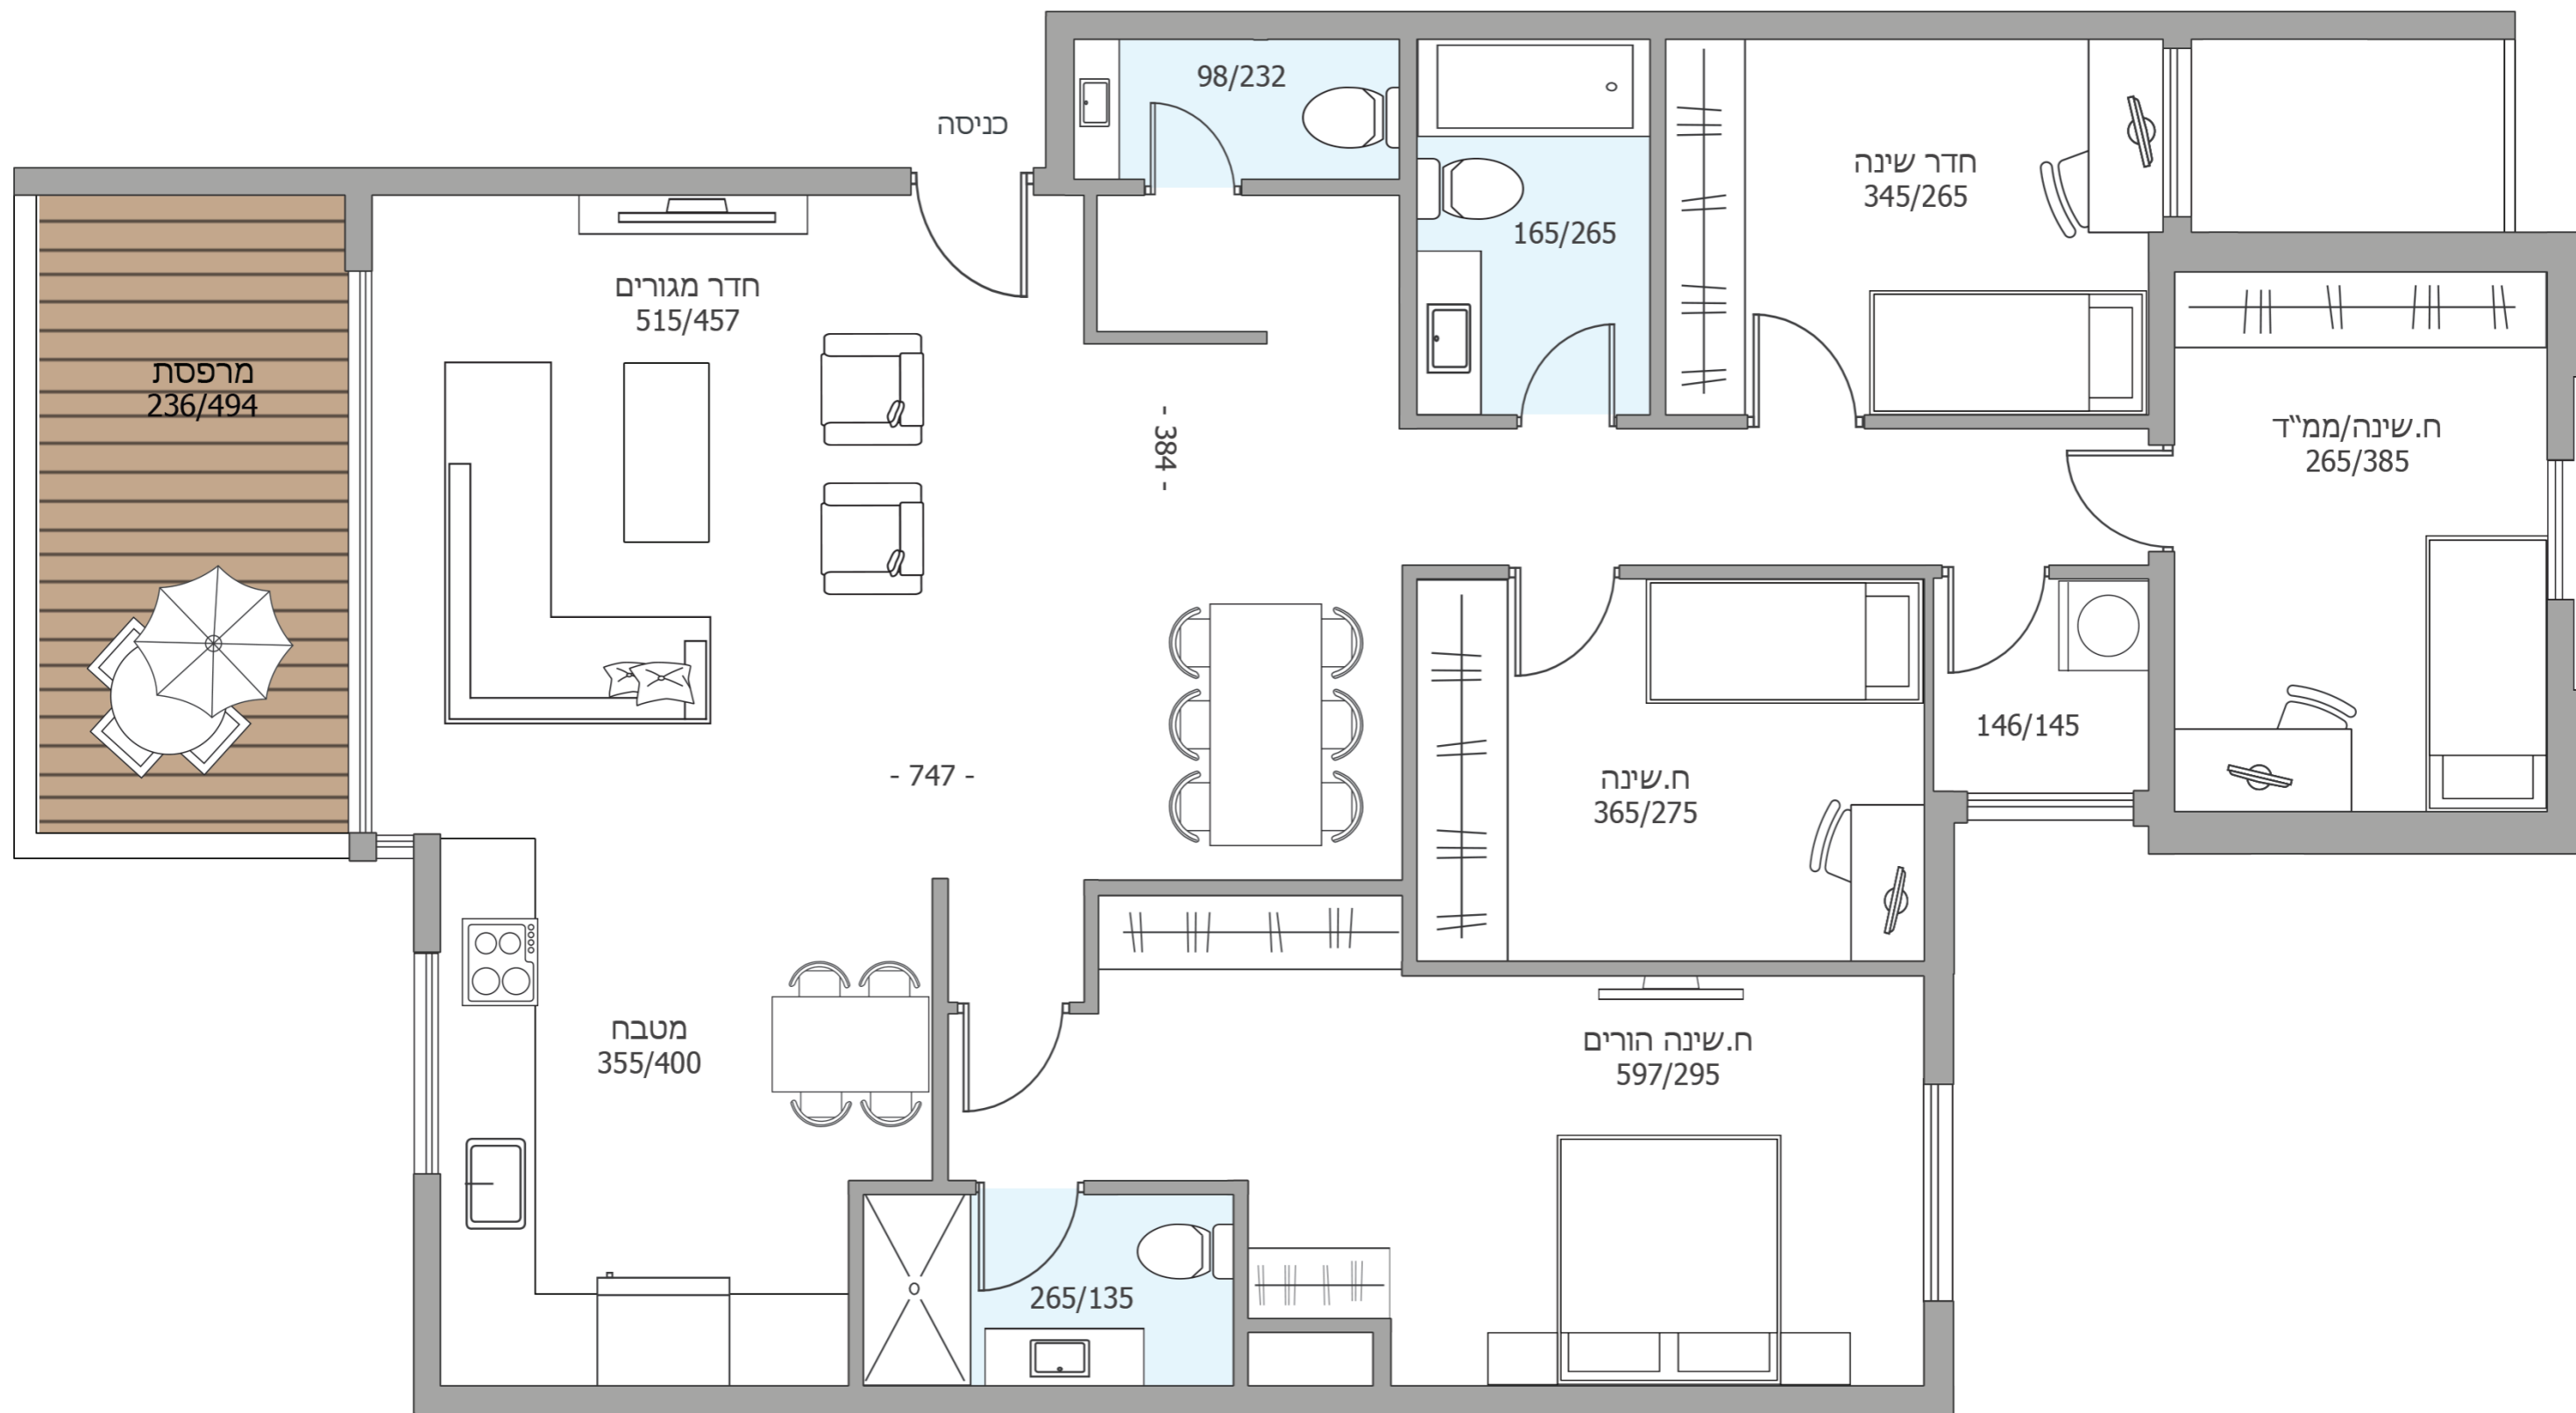 98/232
כניסה
חדר שינה
345/265
165/265
חדר מגורים
515/457
מרפסת
236/494
- 384 -
ח.שינה/ממ"ד
265/385
146/145
- 747 -
ח.שינה
365/275
מטבח
355/400
ח.שינה הורים
597/295
265/135